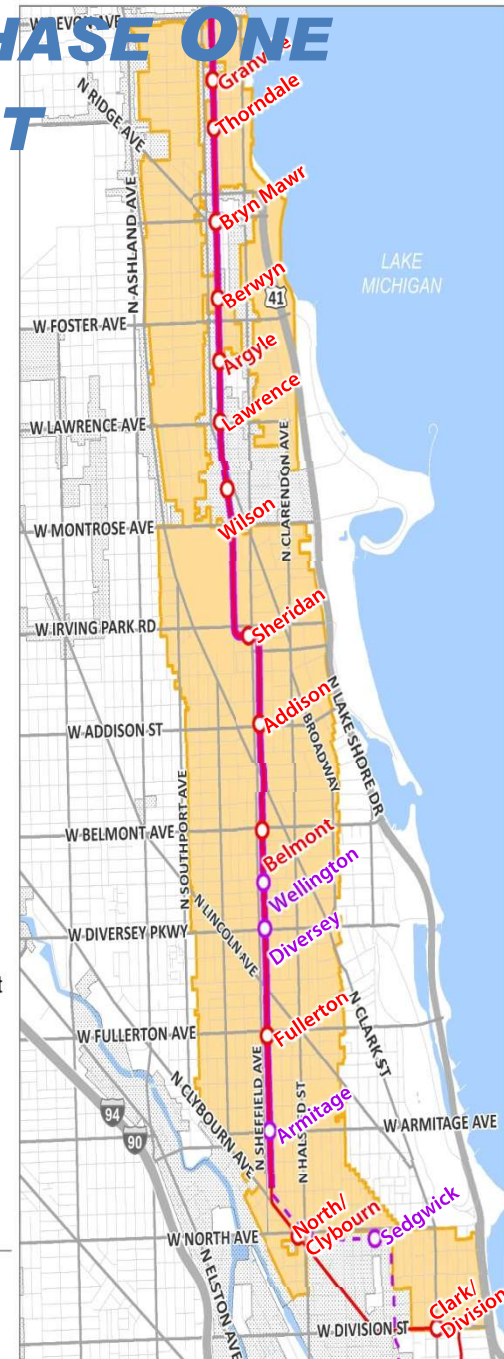 HASE ONE
T
W DEVON AVE
Granville
Thorndale
N RIDGE AVE
Bryn Mawr
N ASHLAND AVE
LAKE
MICHIGAN
Berwyn
41
W FOSTER AVE
Argyle
Lawrence
W LAWRENCE AVE
N CLARENDON AVE
Wilson
W MONTROSE AVE
W IRVING PARK RD
Sheridan
N LAKE SHORE DR
Addison
W ADDISON ST
BROADWAY
W BELMONT AVE
Belmont
N SOUTHPORT AVE
Wellington
N LINCOLN AVE
W DIVERSEY PKWY
Diversey
t
N CLARK ST
Fullerton
W FULLERTON AVE
N SHEFFIELD AVE
N HALSTED ST
N CLYBOURN AVE
94
90
Armitage
W ARMITAGE AVE
North/
Clybourn
Sedgwick
W NORTH AVE
N ELSTON AVE
Clark/
Division
W DIVISION ST